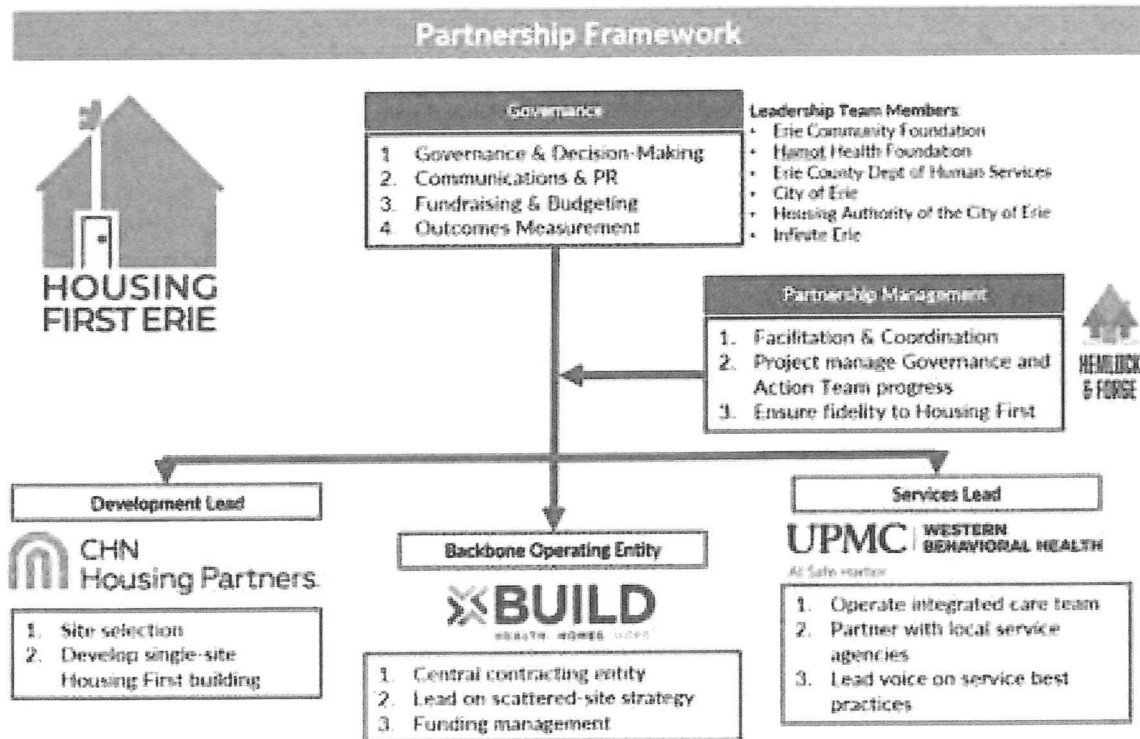 Partnership Framework
HOUSING
FIRST ERIE
Governance
1. Governance & Decision-Making
2. Communications & PR
3. Fundraising & Budgeting
4. Outcomes Measurement
Leadership Team Members
• Erie Community Foundation
• Hamot Health Foundation
• Erie County Dept of Human Services
• City of Erie
• Housing Authority of the City of Erie
• Infinite Erie
Partnership Management
1. Facilitation & Coordination
2. Project manage Governance and
Action Team progress
3. Ensure fidelity to Housing First
HEMLOCK
& FORGE
Development Lead
CHN
Housing Partners
1. Site selection
2. Develop single-site
Housing First building
Backbone Operating Entity
BUILD
HEALTH. HOMES. HOPE.
1. Central contracting entity
2. Lead on scattered-site strategy
3. Funding management
Services Lead
UPMC | WESTERN
BEHAVIORAL HEALTH
At Safe Harbor
1. Operate integrated care team
2. Partner with local service
agencies
3. Lead voice on service best
practices